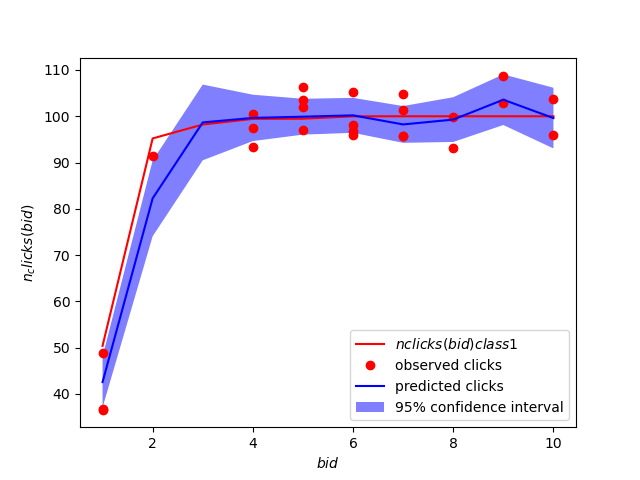 110
100
90
80
70
60
50
40
n_clicks(bid)
2
4
6
8
10
bid
nclicks(bid)class1
observed clicks
predicted clicks
95% confidence interval